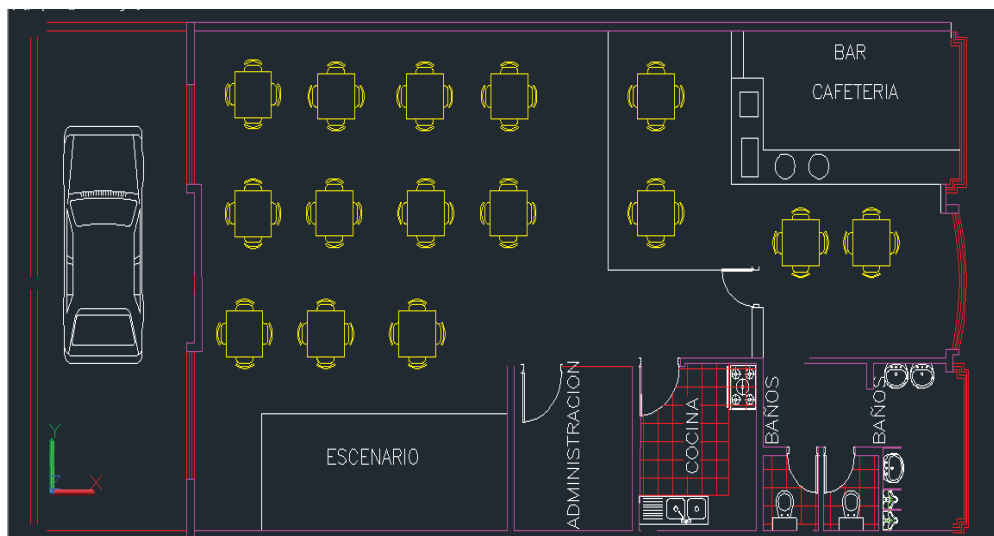 BAR
CAFETERIA
ESCENARIO
ADMINISTRACION
COCINA
BAÑOS
BAÑOS
Y
X